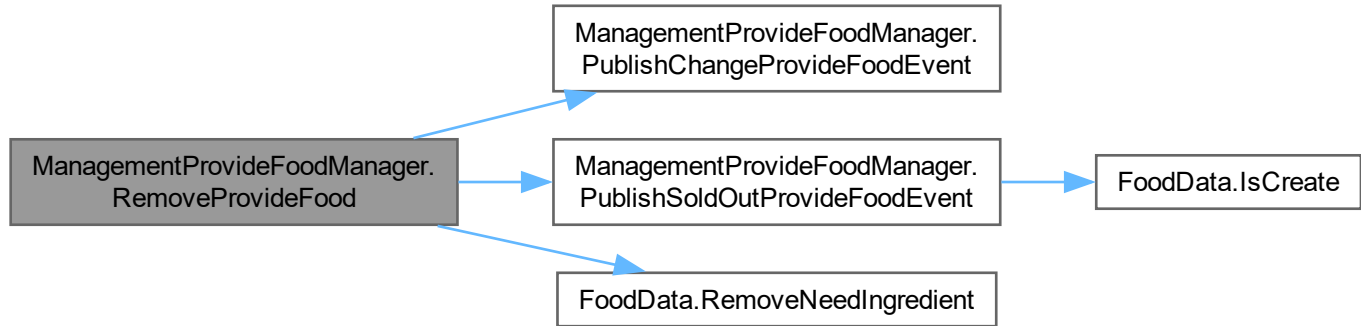 ManagementProvideFoodManager.
RemoveProvideFood
ManagementProvideFoodManager.
PublishChangeProvideFoodEvent
ManagementProvideFoodManager.
PublishSoldOutProvideFoodEvent
FoodData.IsCreate
FoodData.RemoveNeedIngredient